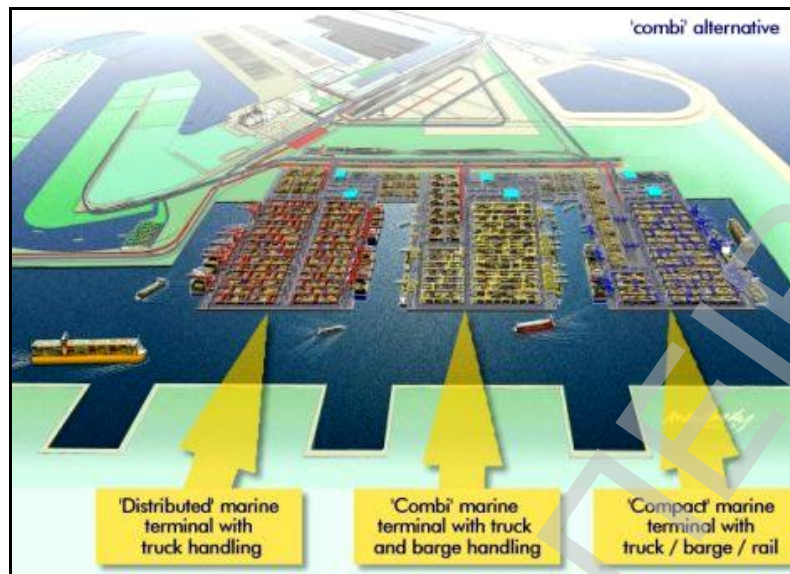 'combi' alternative
'Distributed' marine
terminal with
truck handling
'Combi' marine
terminal with truck
and barge handling
'Compact' marine
terminal with
truck / barge / rail